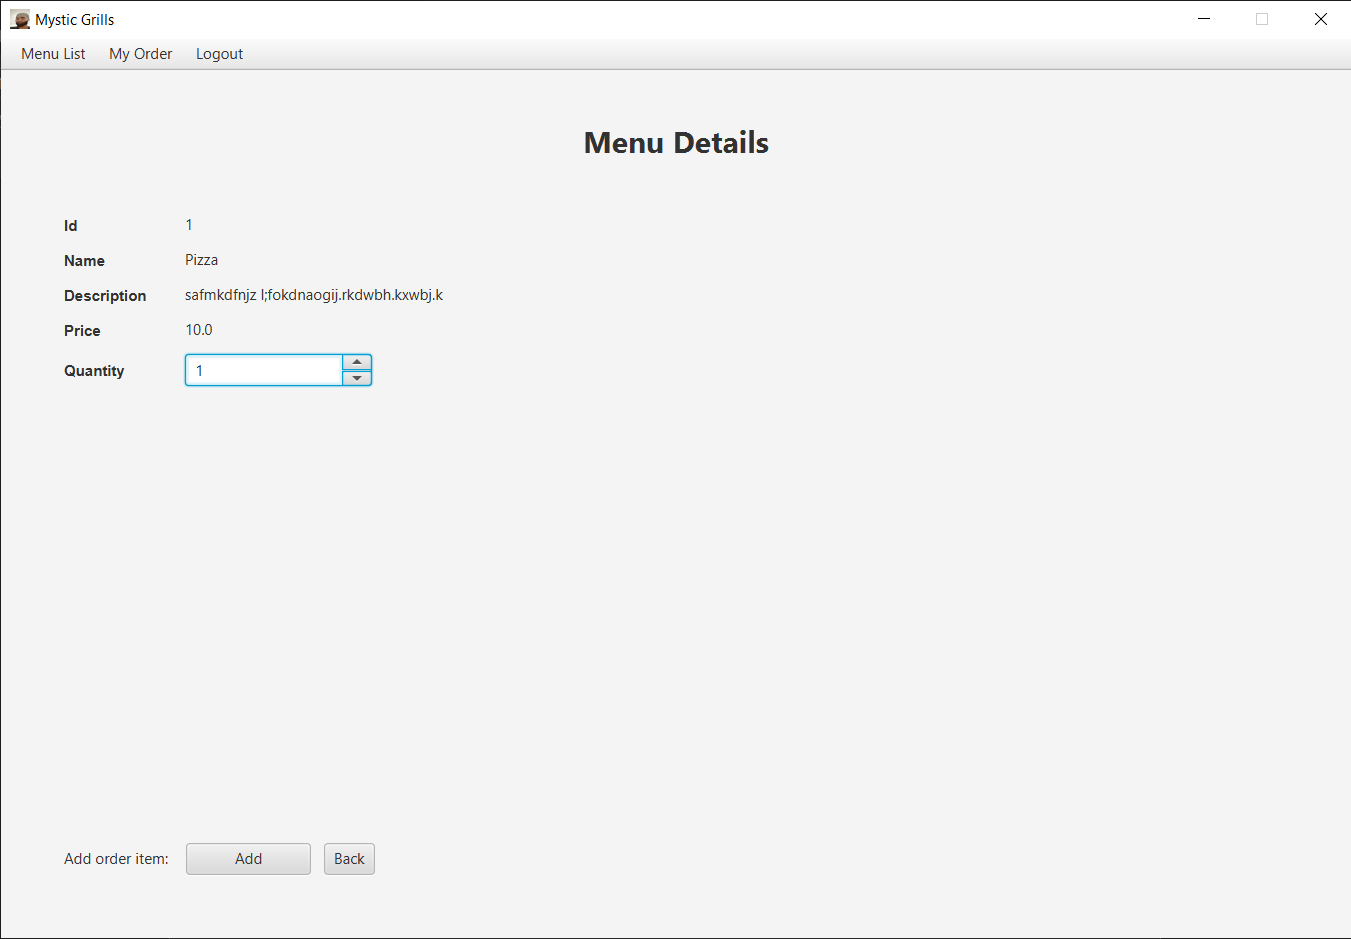 Mystic Grills
Menu List My Order Logout
Menu Details
Id 1
Name Pizza
Description safmkdfnjz l;fokdnaogij.rkdwbh.kxwbj.k
Price 10.0
Quantity 1
Add order item: Add Back